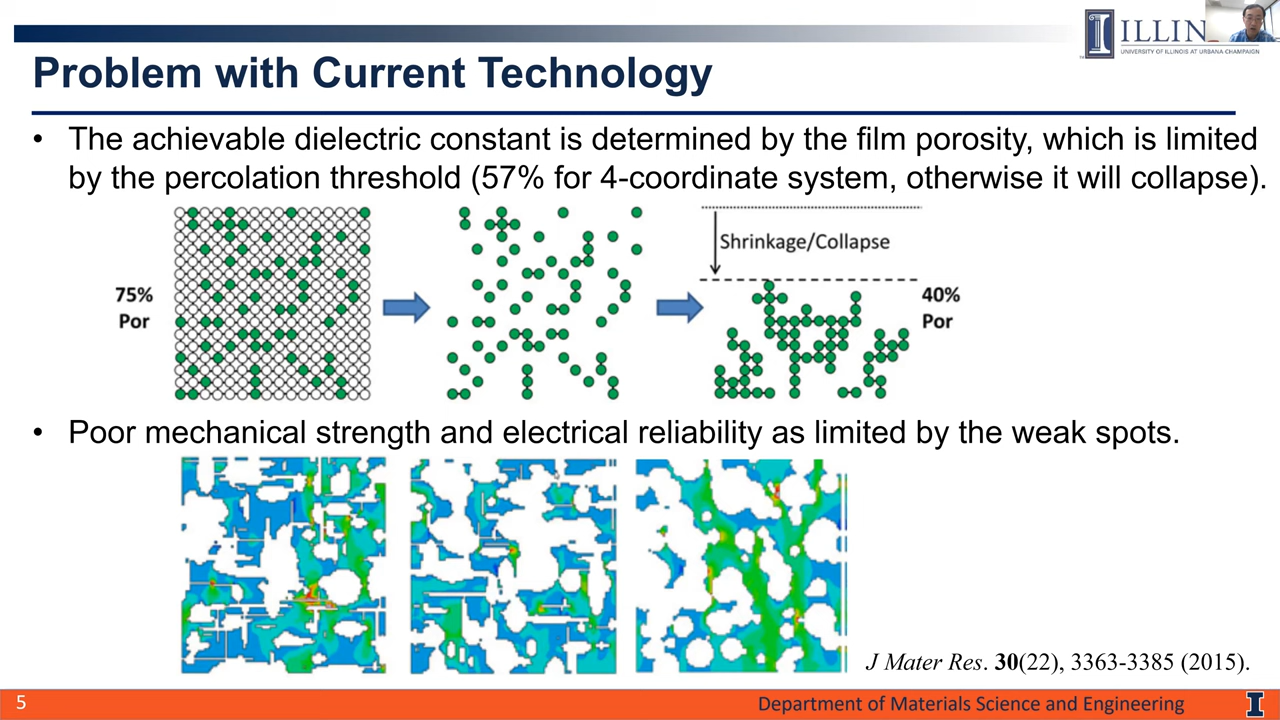 ILLIN
UNIVERSITY OF ILLINOIS AT URBANA CHAMPAIGN
Problem with Current Technology
• The achievable dielectric constant is determined by the film porosity, which is limited
by the percolation threshold (57% for 4-coordinate system, otherwise it will collapse).
75%
Por
Shrinkage/Collapse
40%
Por
• Poor mechanical strength and electrical reliability as limited by the weak spots.
J Mater Res. 30(22), 3363-3385 (2015).
5
Department of Materials Science and Engineering